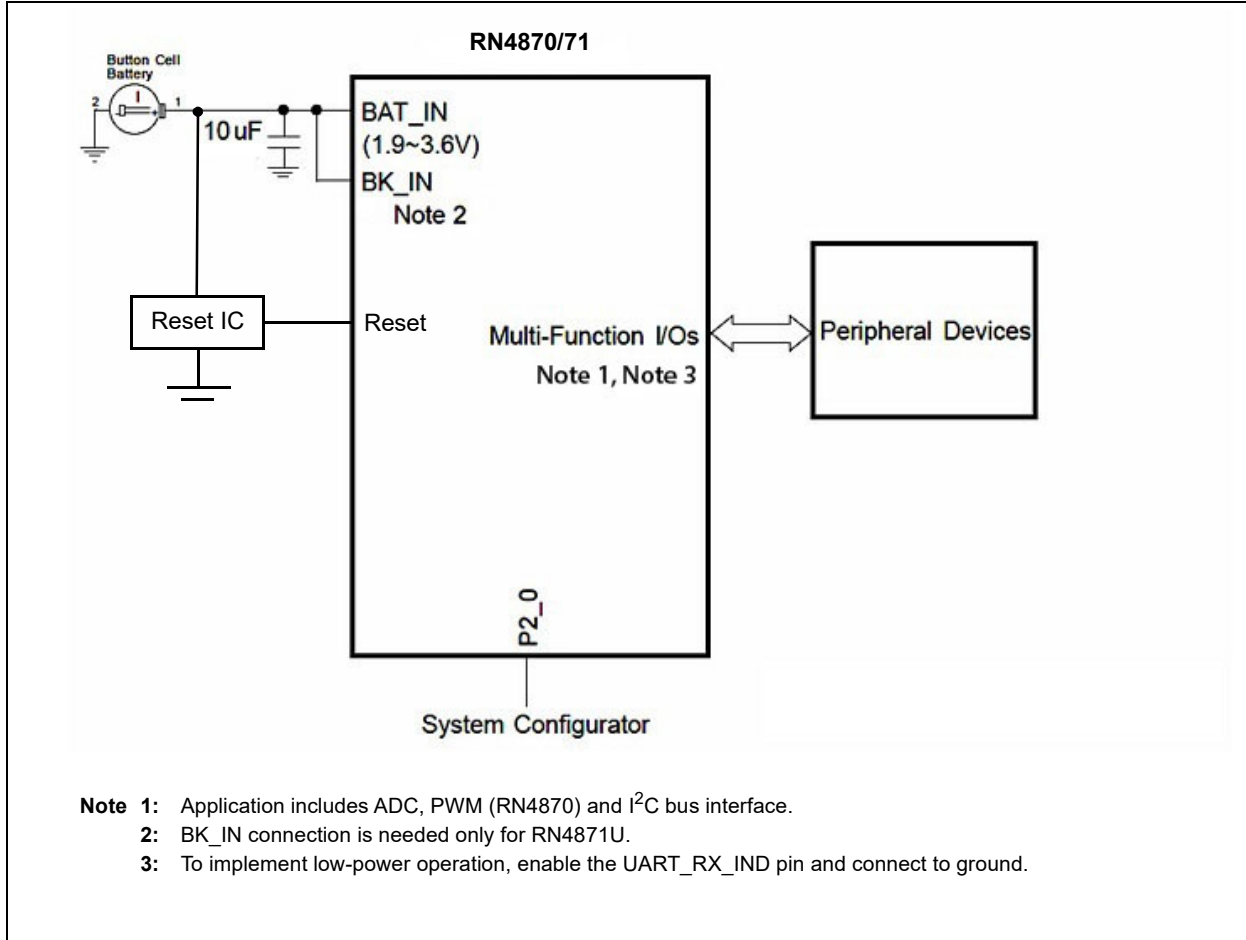 RN4870/71
Button Cell
Battery
2
1
10 uF
BAT_IN
(1.9~3.6V)
BK_IN
Note 2
Reset IC
Reset
Multi-Function I/Os
Note 1, Note 3
Peripheral Devices
P2_0
System Configurator
Note 1: Application includes ADC, PWM (RN4870) and I²C bus interface.
2: BK_IN connection is needed only for RN4871U.
3: To implement low-power operation, enable the UART_RX_IND pin and connect to ground.